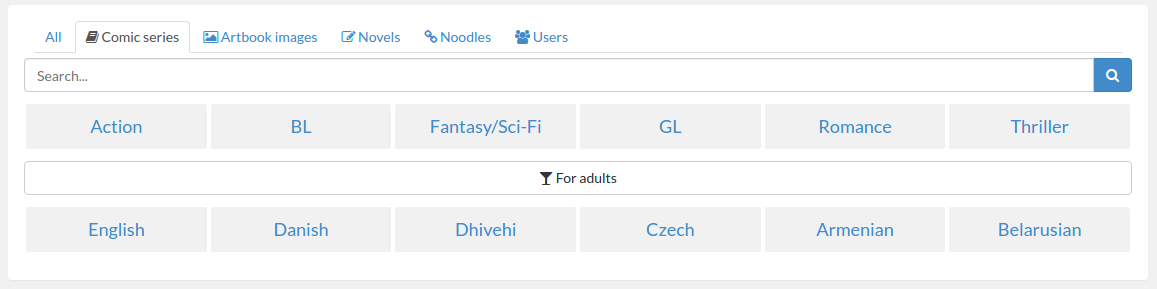 All Comic series Artbook images Novels Noodles Users
Search...
Action BL Fantasy/Sci-Fi GL Romance Thriller
For adults
English Danish Dhivehi Czech Armenian Belarusian